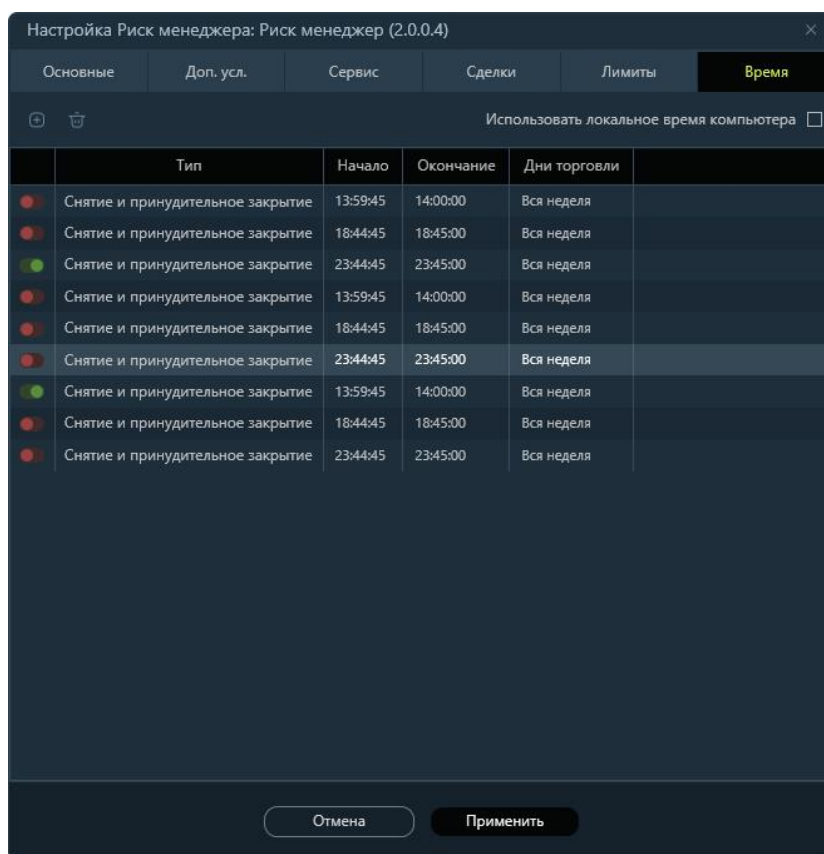 Настройка Риск менеджера: Риск менеджер (2.0.0.4)
Основные Доп. усл. Сервис Сделки Лимиты Время
Использовать локальное время компьютера
Тип Начало Окончание Дни торговли
Снятие и принудительное закрытие 13:59:45 14:00:00 Вся неделя
Снятие и принудительное закрытие 18:44:45 18:45:00 Вся неделя
Снятие и принудительное закрытие 23:44:45 23:45:00 Вся неделя
Снятие и принудительное закрытие 13:59:45 14:00:00 Вся неделя
Снятие и принудительное закрытие 18:44:45 18:45:00 Вся неделя
Снятие и принудительное закрытие 23:44:45 23:45:00 Вся неделя
Снятие и принудительное закрытие 13:59:45 14:00:00 Вся неделя
Снятие и принудительное закрытие 18:44:45 18:45:00 Вся неделя
Снятие и принудительное закрытие 23:44:45 23:45:00 Вся неделя
Отмена Применить